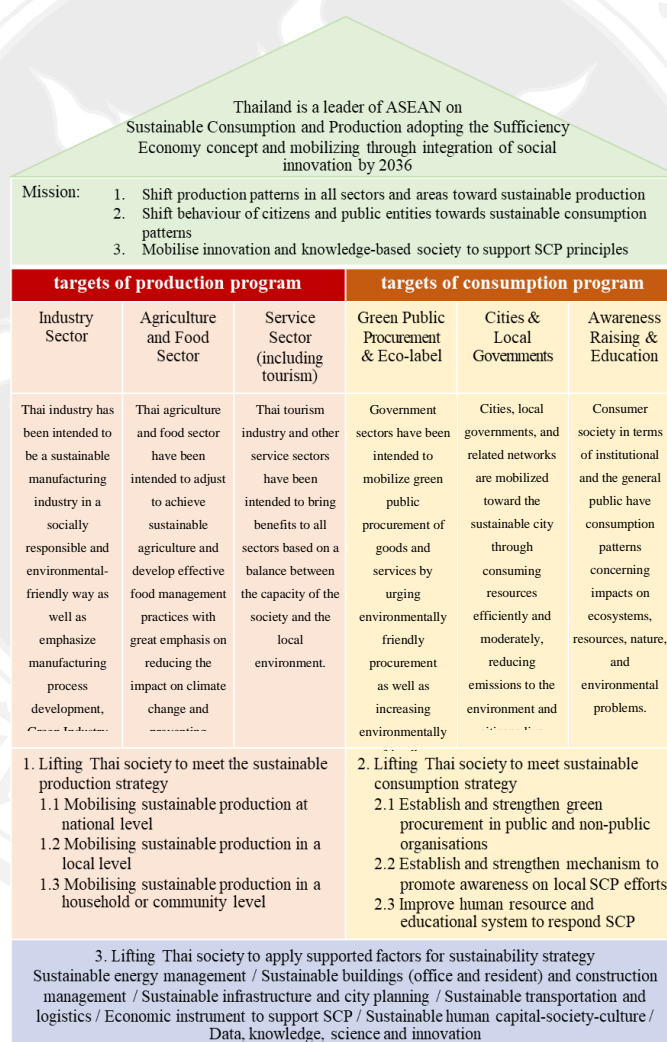 Thailand is a leader of ASEAN on
Sustainable Consumption and Production adopting the Sufficiency
Economy concept and mobilizing through integration of social
innovation by 2036
Mission:
1. Shift production patterns in all sectors and areas toward sustainable production
2. Shift behaviour of citizens and public entities towards sustainable consumption
patterns
3. Mobilise innovation and knowledge-based society to support SCP principles
targets of production program
targets of consumption program
Industry
Sector
Agriculture
and Food
Sector
Service
Sector
(including
tourism)
Green Public
Procurement
& Eco-label
Cities &
Local
Governments
Awareness
Raising &
Education
Thai industry has
been intended to
be a sustainable
manufacturing
industry in a
socially
responsible and
environmental-
friendly way as
well as
emphasize
manufacturing
process
development,
Green Industry
Thai agriculture
and food sector
have been
intended to adjust
to achieve
sustainable
agriculture and
develop effective
food management
practices with
great emphasis on
reducing the
impact on climate
change and
preventing
Thai tourism
industry and other
service sectors
have been
intended to bring
benefits to all
sectors based on a
balance between
the capacity of the
society and the
local
environment.
Government
sectors have been
intended to
mobilize green
public
procurement of
goods and
services by
urging
environmentally
friendly
procurement
as well as
increasing
environmentally
Cities, local
governments, and
related networks
are mobilized
toward the
sustainable city
through
consuming
resources
efficiently and
moderately,
reducing
emissions to the
environment and
Consumer
society in terms
of institutional
and the general
public have
consumption
patterns
concerning
impacts on
ecosystems,
resources, nature,
and
environmental
problems.
1. Lifting Thai society to meet the sustainable
production strategy
1.1 Mobilising sustainable production at
national level
1.2 Mobilising sustainable production in a
local level
1.3 Mobilising sustainable production in a
household or community level
2. Lifting Thai society to meet sustainable
consumption strategy
2.1 Establish and strengthen green
procurement in public and non-public
organisations
2.2 Establish and strengthen mechanism to
promote awareness on local SCP efforts
2.3 Improve human resource and
educational system to respond SCP
3. Lifting Thai society to apply supported factors for sustainability strategy
Sustainable energy management / Sustainable buildings (office and resident) and construction
management / Sustainable infrastructure and city planning / Sustainable transportation and
logistics / Economic instrument to support SCP / Sustainable human capital-society-culture /
Data, knowledge, science and innovation